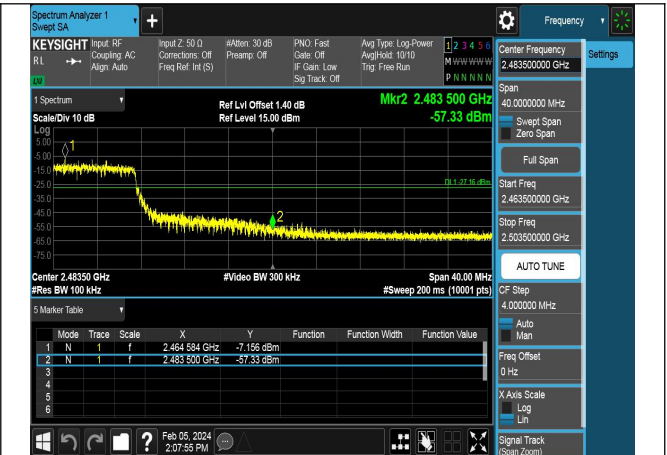 Spectrum Analyzer 1
Swept SA
Frequency
KEYSIGHT
RL
Input: RF
Coupling: AC
Align: Auto
Input Z: 50 Ω
Corrections: Off
Freq Ref: Int (S)
#Atten: 30 dB
Preamp: Off
PNO: Fast
Gate: Off
IF Gain: Low
Sig Track: Off
Avg Type: Log-Power
Avg|Hold: 10/10
Trig: Free Run
1 2 3 4 5 6
M W W W W W
P N N N N N
Center Frequency
2.483500000 GHz
Settings
1 Spectrum
Scale/Div 10 dB
Ref Lvl Offset 1.40 dB
Ref Level 15.00 dBm
Mkr2 2.483 500 GHz
-57.33 dBm
Span
40.0000000 MHz
Swept Span
Zero Span
Full Span
Start Freq
2.463500000 GHz
Stop Freq
2.503500000 GHz
AUTO TUNE
CF Step
4.000000 MHz
Auto
Man
Freq Offset
0 Hz
X Axis Scale
Log
Lin
Signal Track
(Span Zoom)
Log
5.00
-5.00
-15.0
-25.0
-35.0
-45.0
-55.0
-65.0
-75.0
1
2
DL1 -27.16 dBm
Center 2.48350 GHz
#Video BW 300 kHz
Span 40.00 MHz
#Res BW 100 kHz
#Sweep 200 ms (10001 pts)
5 Marker Table
Mode Trace Scale X Y Function Function Width Function Value
1 N 1 f 2.464 584 GHz -7.156 dBm
2 N 1 f 2.483 500 GHz -57.33 dBm
3
4
5
6
?
Feb 05, 2024
2:07:55 PM